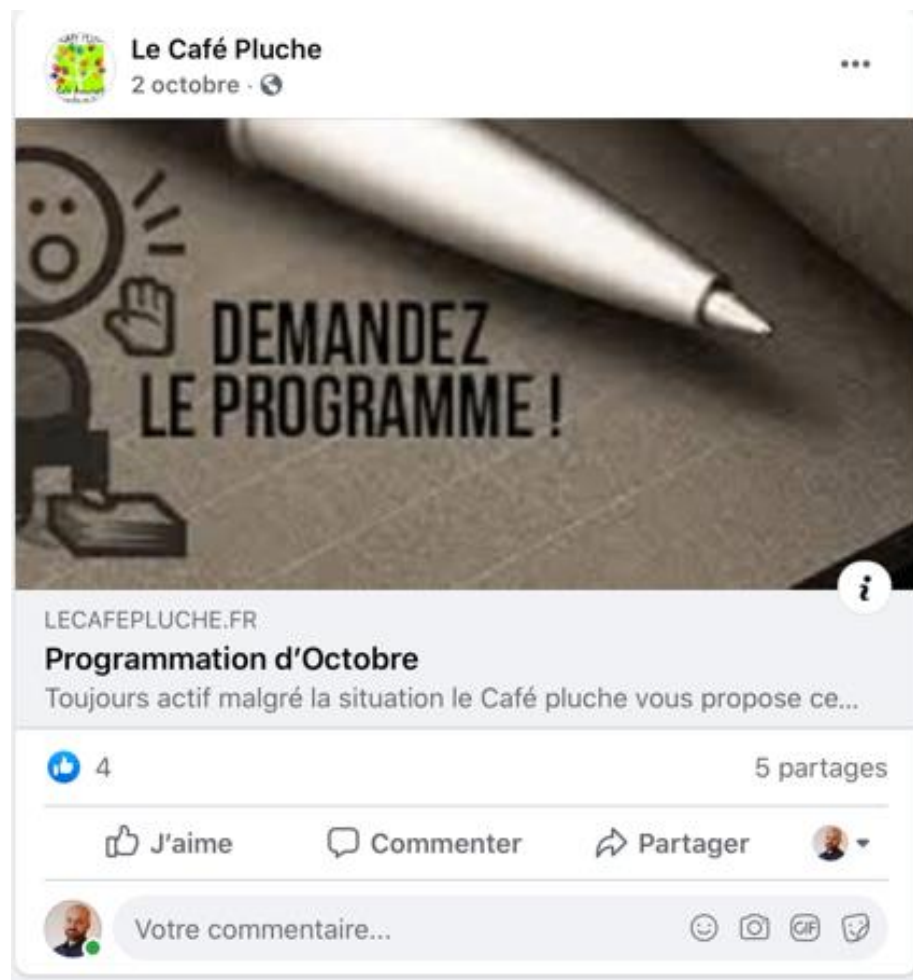 Le Café Pluche
2 octobre ·
DEMANDEZ
LE PROGRAMME !
LECAFEPLUCHE.FR
Programmation d'Octobre
Toujours actif malgré la situation le Café pluche vous propose ce...
4
5 partages
J'aime
Commenter
Partager
Votre commentaire...
GIF